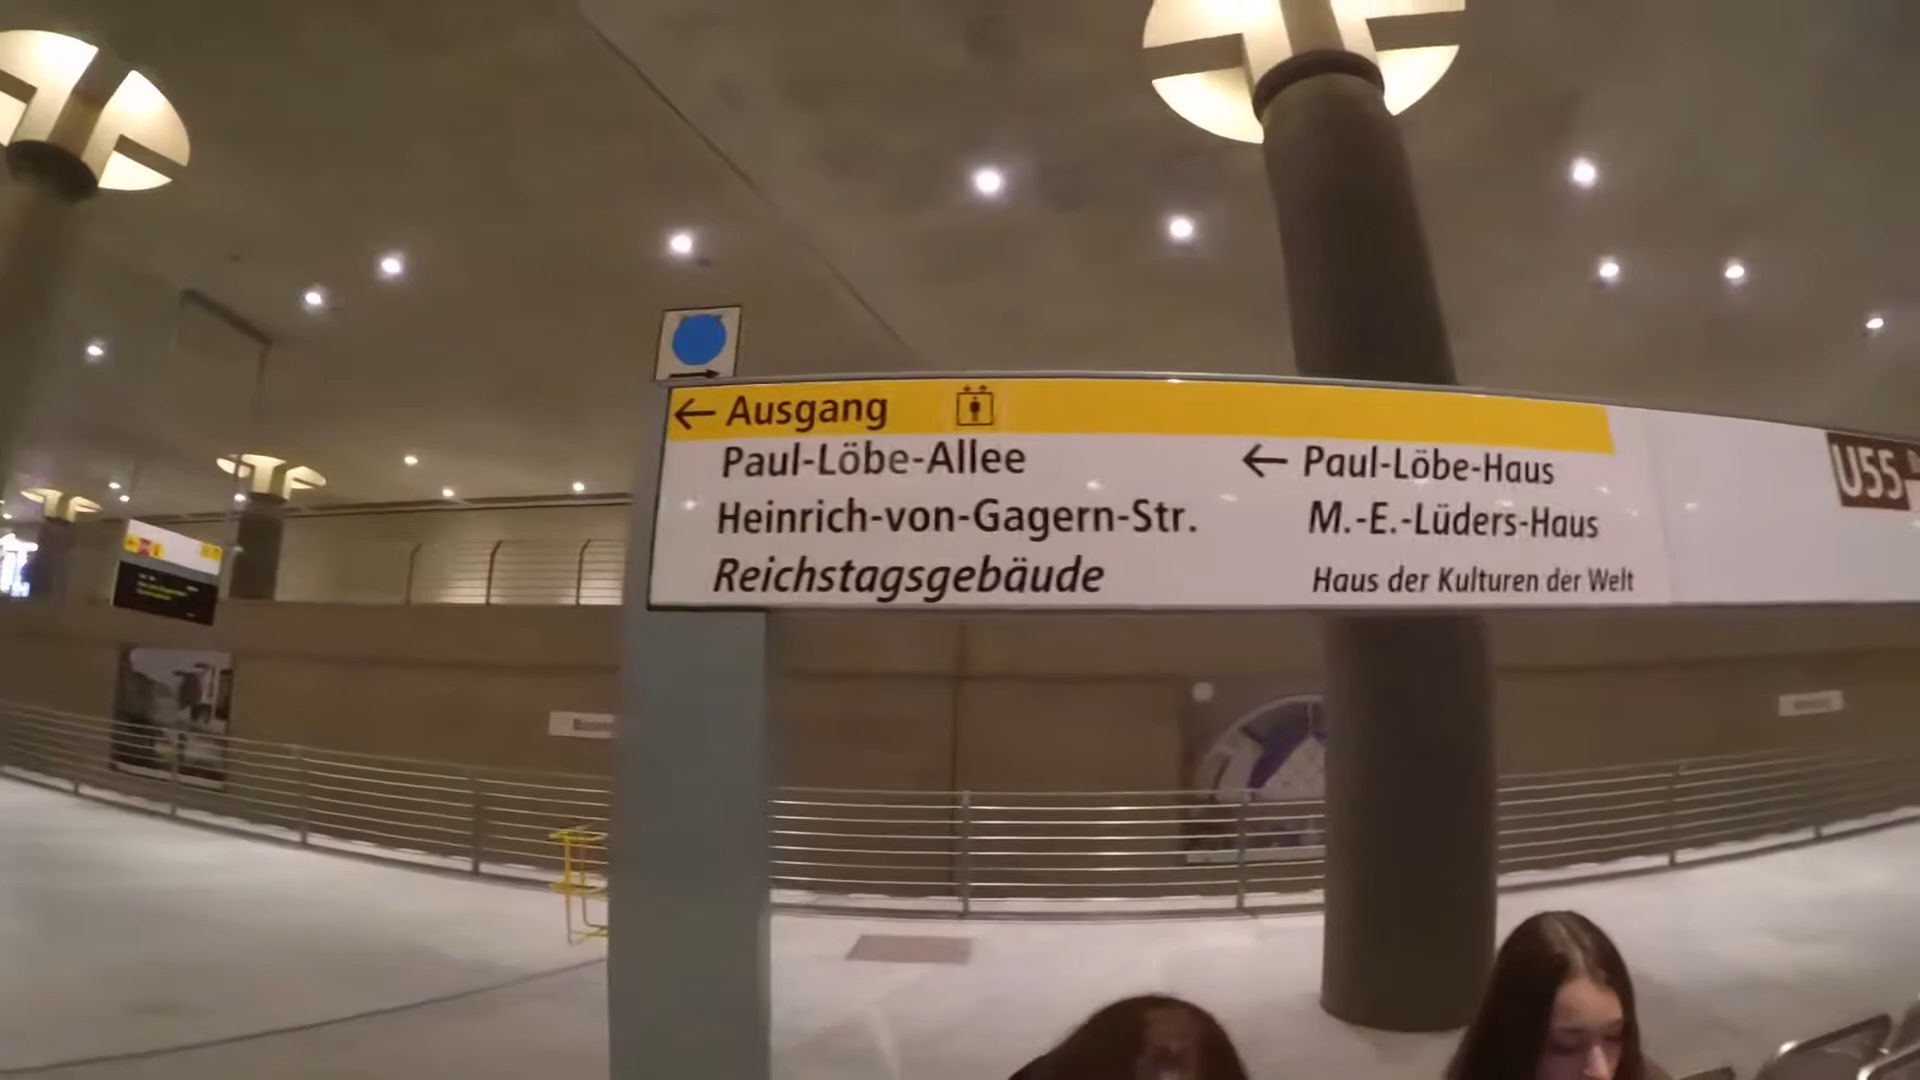 ← Ausgang
Paul-Löbe-Allee
Heinrich-von-Gagern-Str.
Reichstagsgebäude
← Paul-Löbe-Haus
M.-E.-Lüders-Haus
Haus der Kulturen der Welt
U55